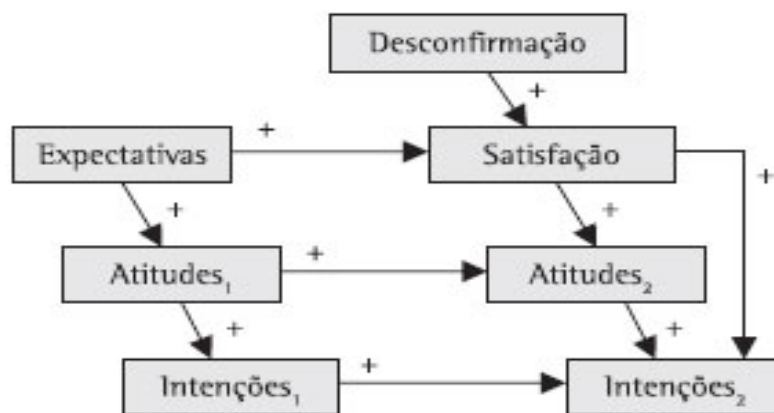 Desconfirmação
+
+
Expectativas
Satisfação
+
+
+
Atitudes₁
+
Atitudes₂
+
+
Intenções₁
+
Intenções₂